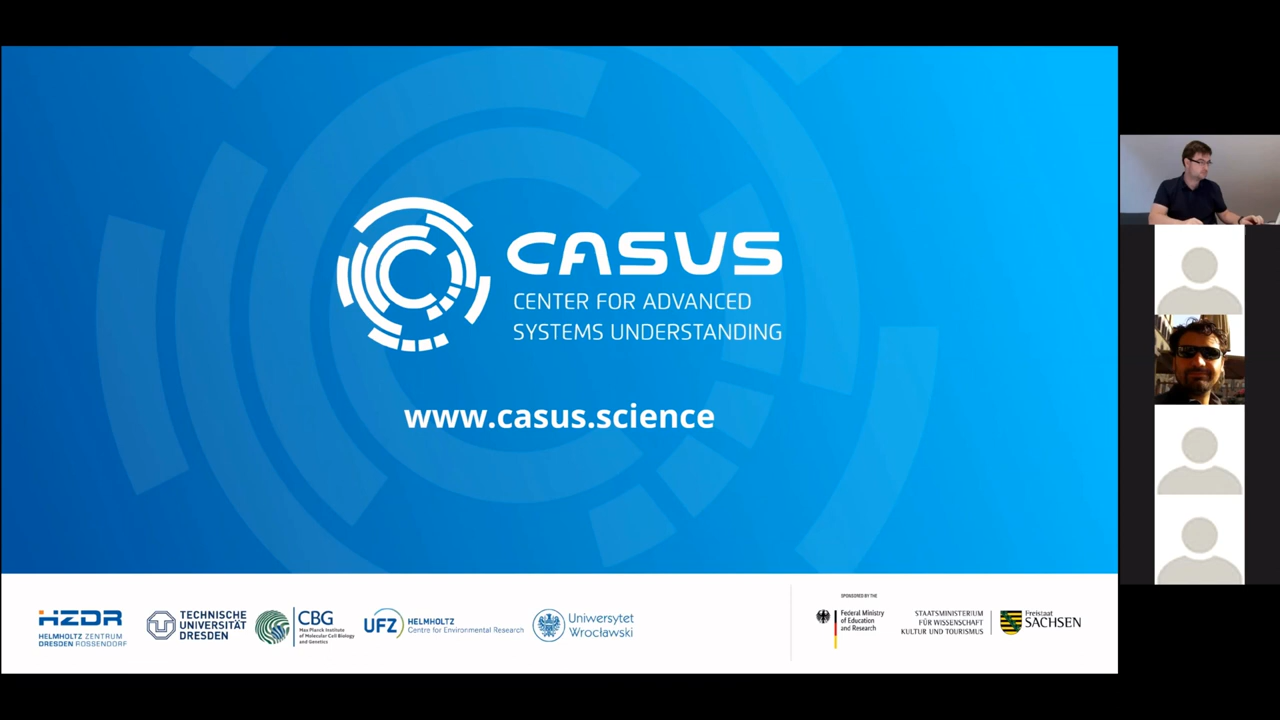 CASUS
CENTER FOR ADVANCED
SYSTEMS UNDERSTANDING
www.casus.science
HZDR
HELMHOLTZ ZENTRUM
DRESDEN ROSSENDORF
TECHNISCHE
UNIVERSITÄT
DRESDEN
CBG
Max Planck Institute
of Molecular Cell Biology
and Genetics
UFZ
HELMHOLTZ
Centre for Environmental Research
Uniwersytet
Wrocławski
SPONSORED BY THE
Federal Ministry
of Education
and Research
STAATSMINISTERIUM
FÜR WISSENSCHAFT
KULTUR UND TOURISMUS
Freistaat
SACHSEN